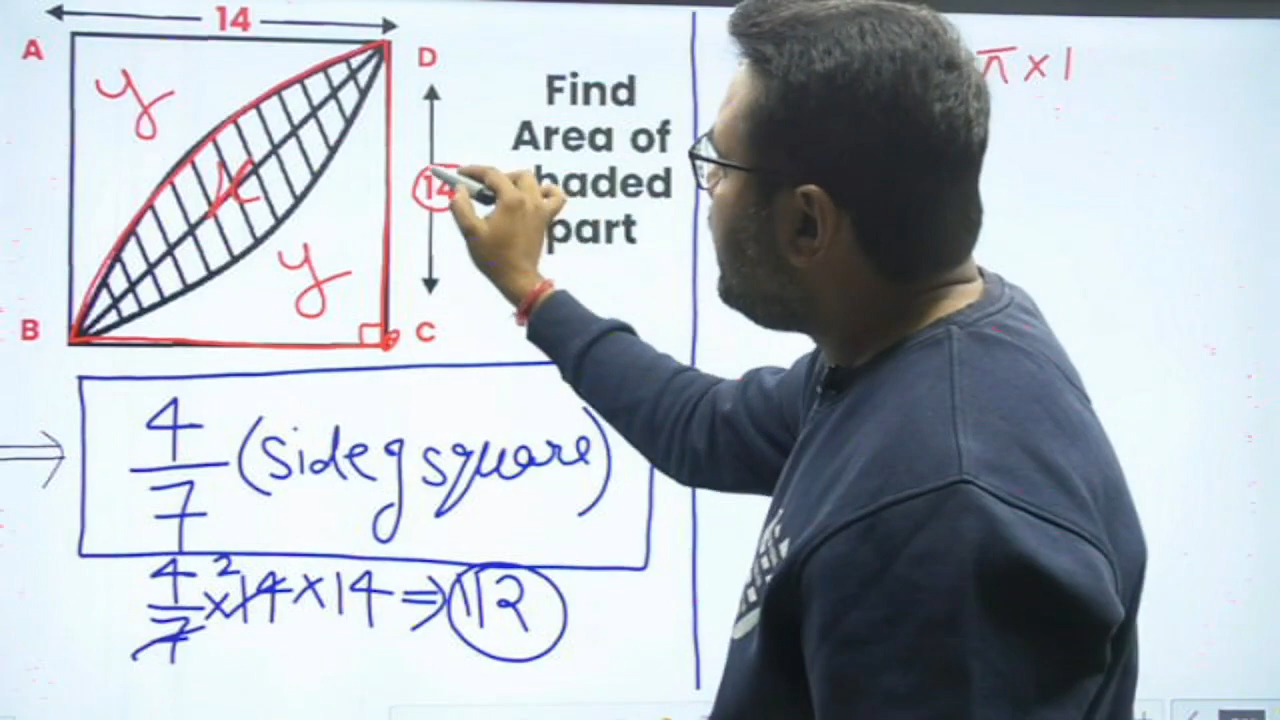 14
A
D
y
Find
Area of
haded
part
x
14
y
B
C
π×1
4/7 (side of square)
4/7 × 14 2 × 14 ⇒ 112